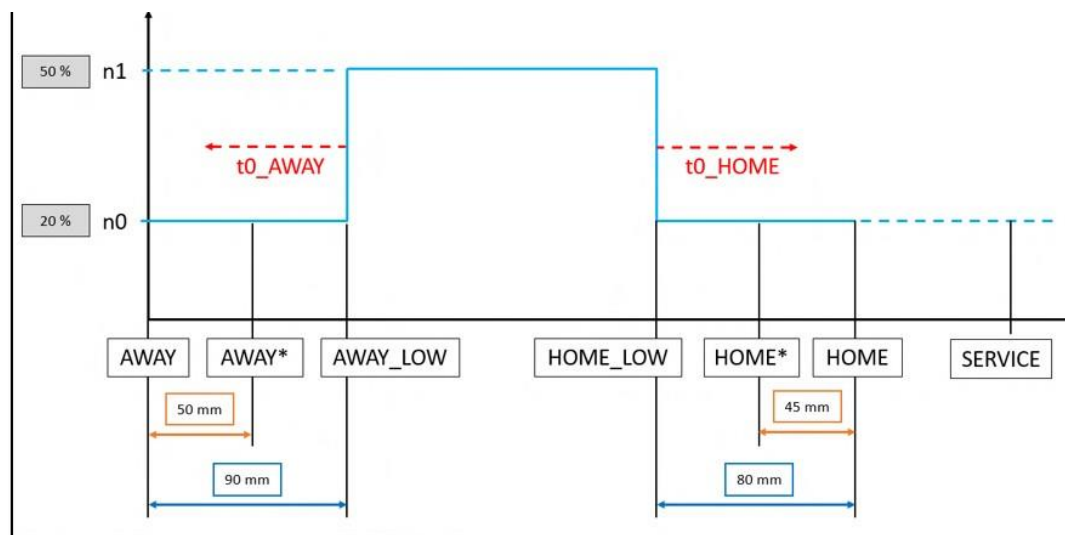 50 % n1
t0_AWAY t0_HOME
20 % n0
AWAY AWAY* AWAY_LOW HOME_LOW HOME* HOME SERVICE
50 mm 45 mm
90 mm 80 mm